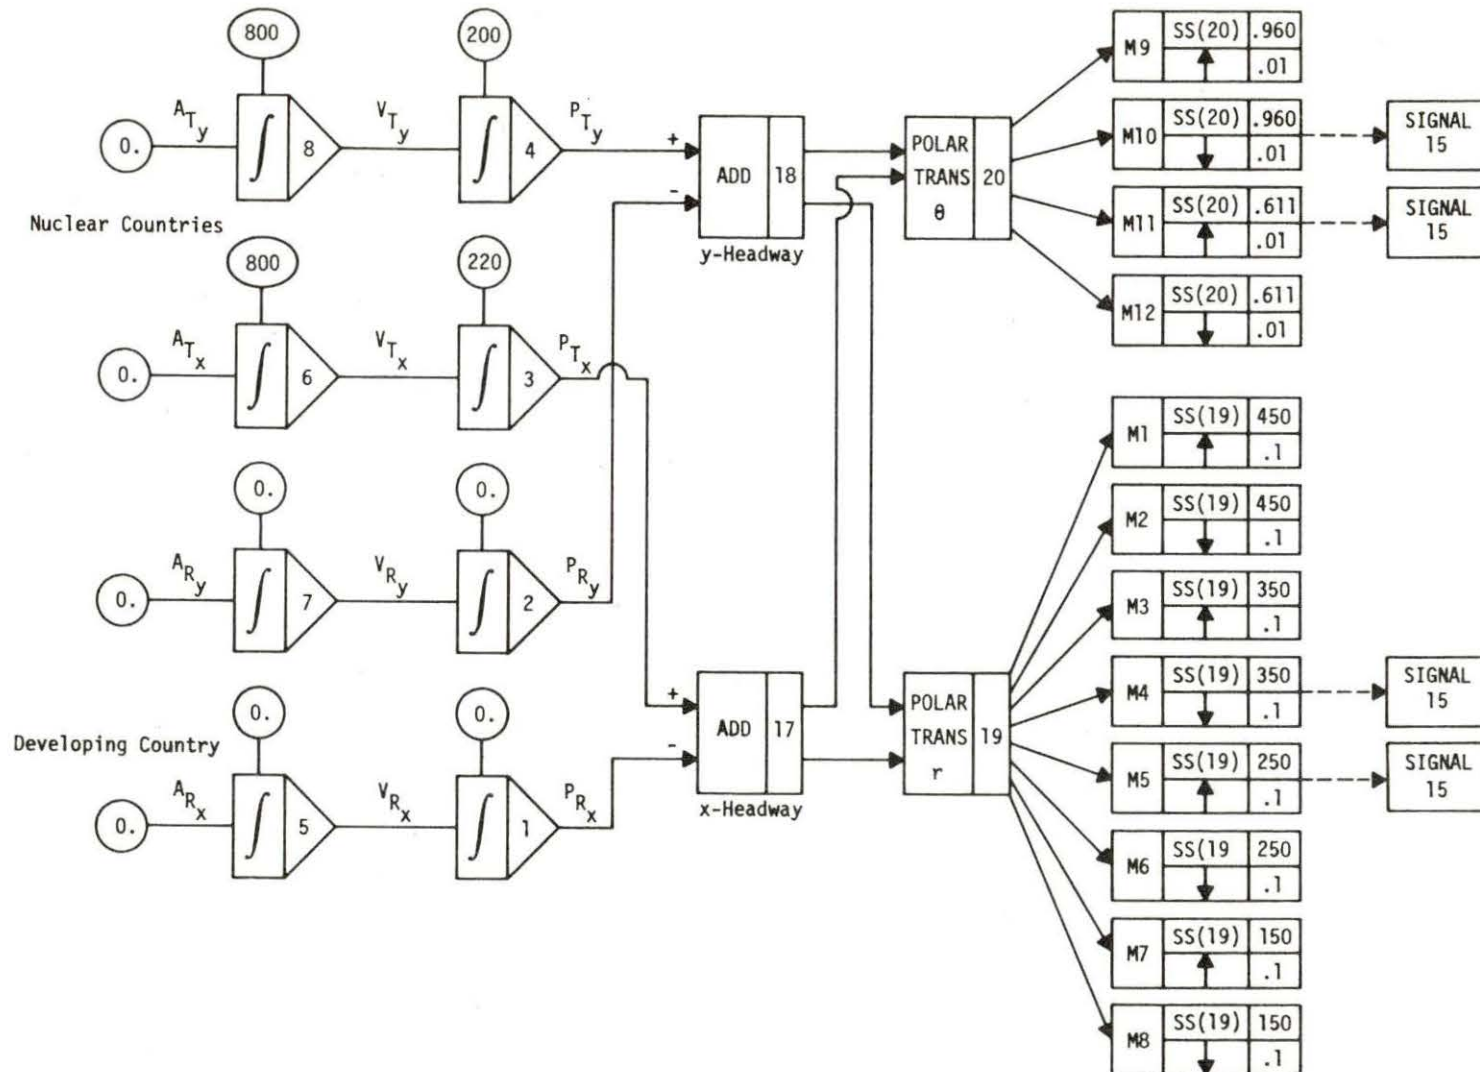 800
200
0.
A_Ty
∫
8
V_Ty
∫
4
P_Ty
+
-
ADD
18
y-Headway
POLAR
TRANS
θ
20
Nuclear Countries
800
220
0.
A_Tx
∫
6
V_Tx
∫
3
P_Tx
0.
0.
0.
A_Ry
∫
7
V_Ry
∫
2
P_Ry
Developing Country
0.
0.
0.
A_Rx
∫
5
V_Rx
∫
1
P_Rx
+
-
ADD
17
x-Headway
POLAR
TRANS
r
19
M9
SS(20)
.960
.01
M10
SS(20)
.960
.01
SIGNAL
15
M11
SS(20)
.611
.01
SIGNAL
15
M12
SS(20)
.611
.01
M1
SS(19)
450
.1
M2
SS(19)
450
.1
M3
SS(19)
350
.1
M4
SS(19)
350
.1
SIGNAL
15
M5
SS(19)
250
.1
SIGNAL
15
M6
SS(19
250
.1
M7
SS(19)
150
.1
M8
SS(19)
150
.1